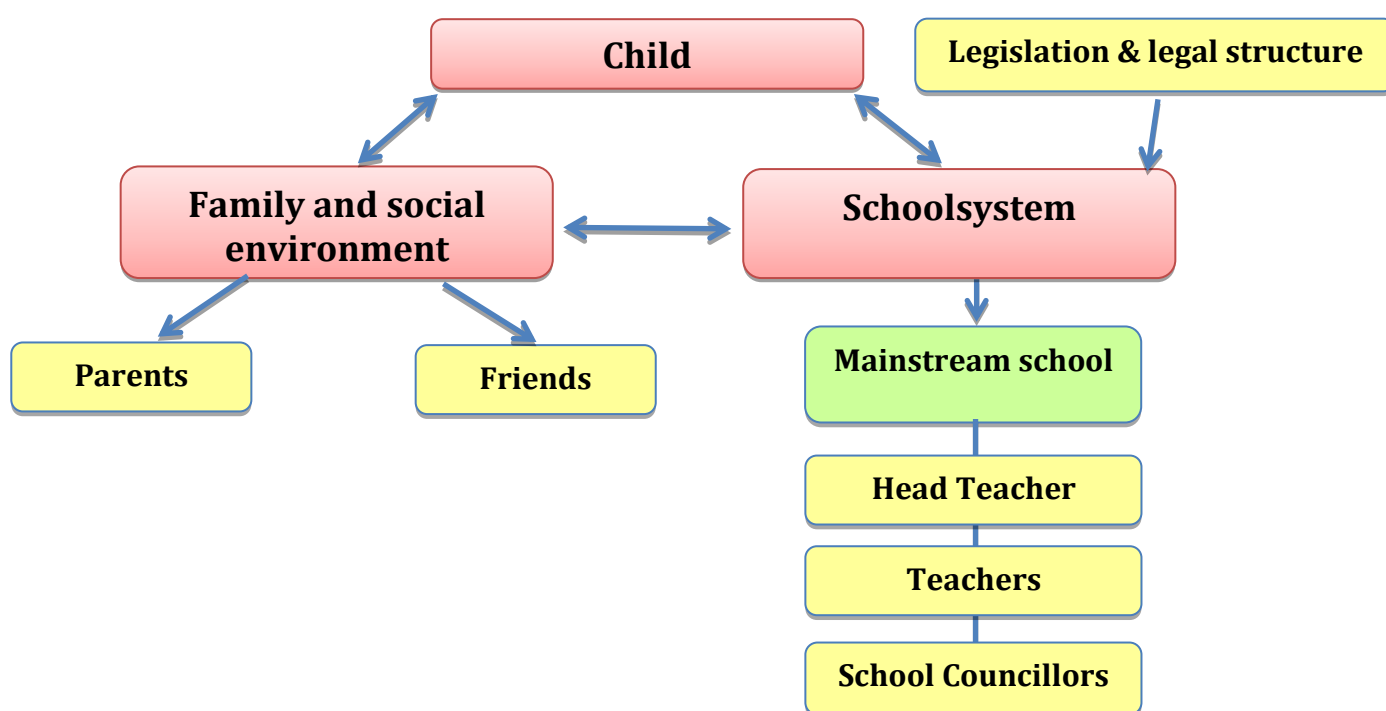 Child
Legislation & legal structure
Family and social
environment
Schoolsystem
Parents
Friends
Mainstream school
Head Teacher
Teachers
School Councillors